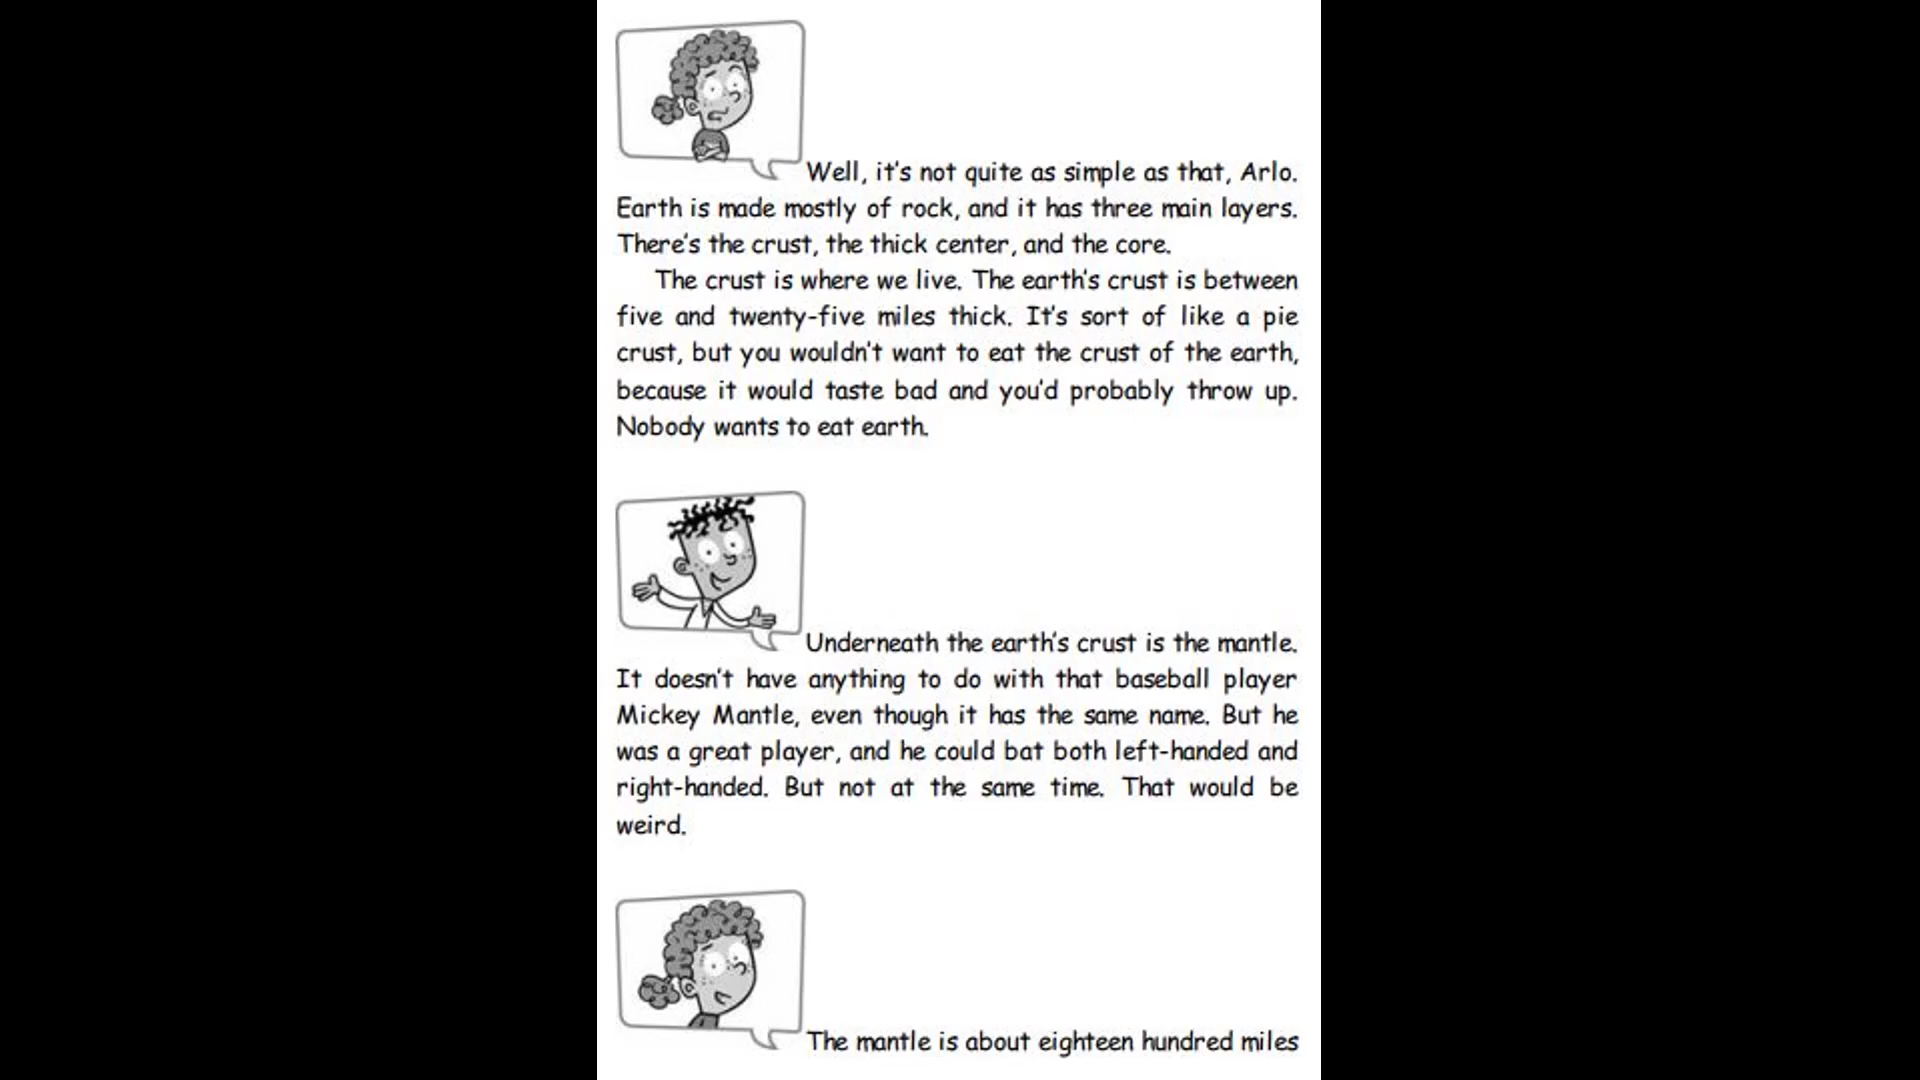 Well, it's not quite as simple as that, Arlo.
Earth is made mostly of rock, and it has three main layers.
There's the crust, the thick center, and the core.
The crust is where we live. The earth's crust is between
five and twenty-five miles thick. It's sort of like a pie
crust, but you wouldn't want to eat the crust of the earth,
because it would taste bad and you'd probably throw up.
Nobody wants to eat earth.
Underneath the earth's crust is the mantle.
It doesn't have anything to do with that baseball player
Mickey Mantle, even though it has the same name. But he
was a great player, and he could bat both left-handed and
right-handed. But not at the same time. That would be
weird.
The mantle is about eighteen hundred miles